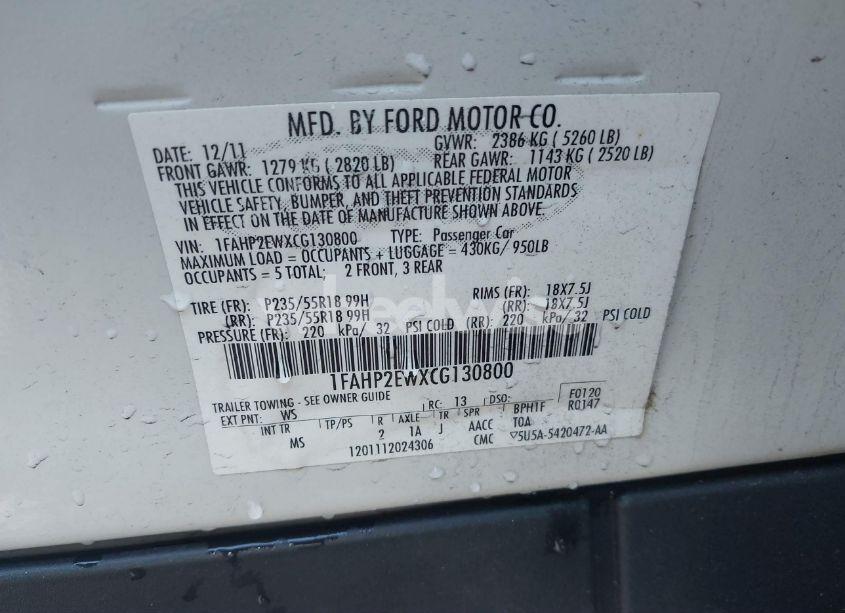 MFD. BY FORD MOTOR CO.
DATE: 12/11 GVWR: 2386 KG ( 5260 LB)
FRONT GAWR: 1279 KG ( 2820 LB) REAR GAWR: 1143 KG ( 2520 LB)
THIS VEHICLE CONFORMS TO ALL APPLICABLE FEDERAL MOTOR
VEHICLE SAFETY, BUMPER, AND THEFT PREVENTION STANDARDS
IN EFFECT ON THE DATE OF MANUFACTURE SHOWN ABOVE.
VIN: 1FAHP2EWXCG130800 TYPE: Passenger Car
MAXIMUM LOAD = OCCUPANTS + LUGGAGE = 430KG/ 950LB
OCCUPANTS = 5 TOTAL: 2 FRONT, 3 REAR
TIRE (FR): P235/55R18 99H RIMS (FR): 18X7.5J
(RR): P235/55R18 99H (RR): 18X7.5J
PRESSURE (FR): 220 kPa/ 32 PSI COLD (RR): 220 kPa/32 PSI COLD
1FAHP2EWXCG130800
TRAILER TOWING - SEE OWNER GUIDE
EXT PNT: WS RC: 13 DSO: F0120
INT TR TP/PS R AXLE TR SPR BPHTF R0147
MS 2 1A J AACC TOA
1201112024306 CMC ▽5U5A-5420472-AA